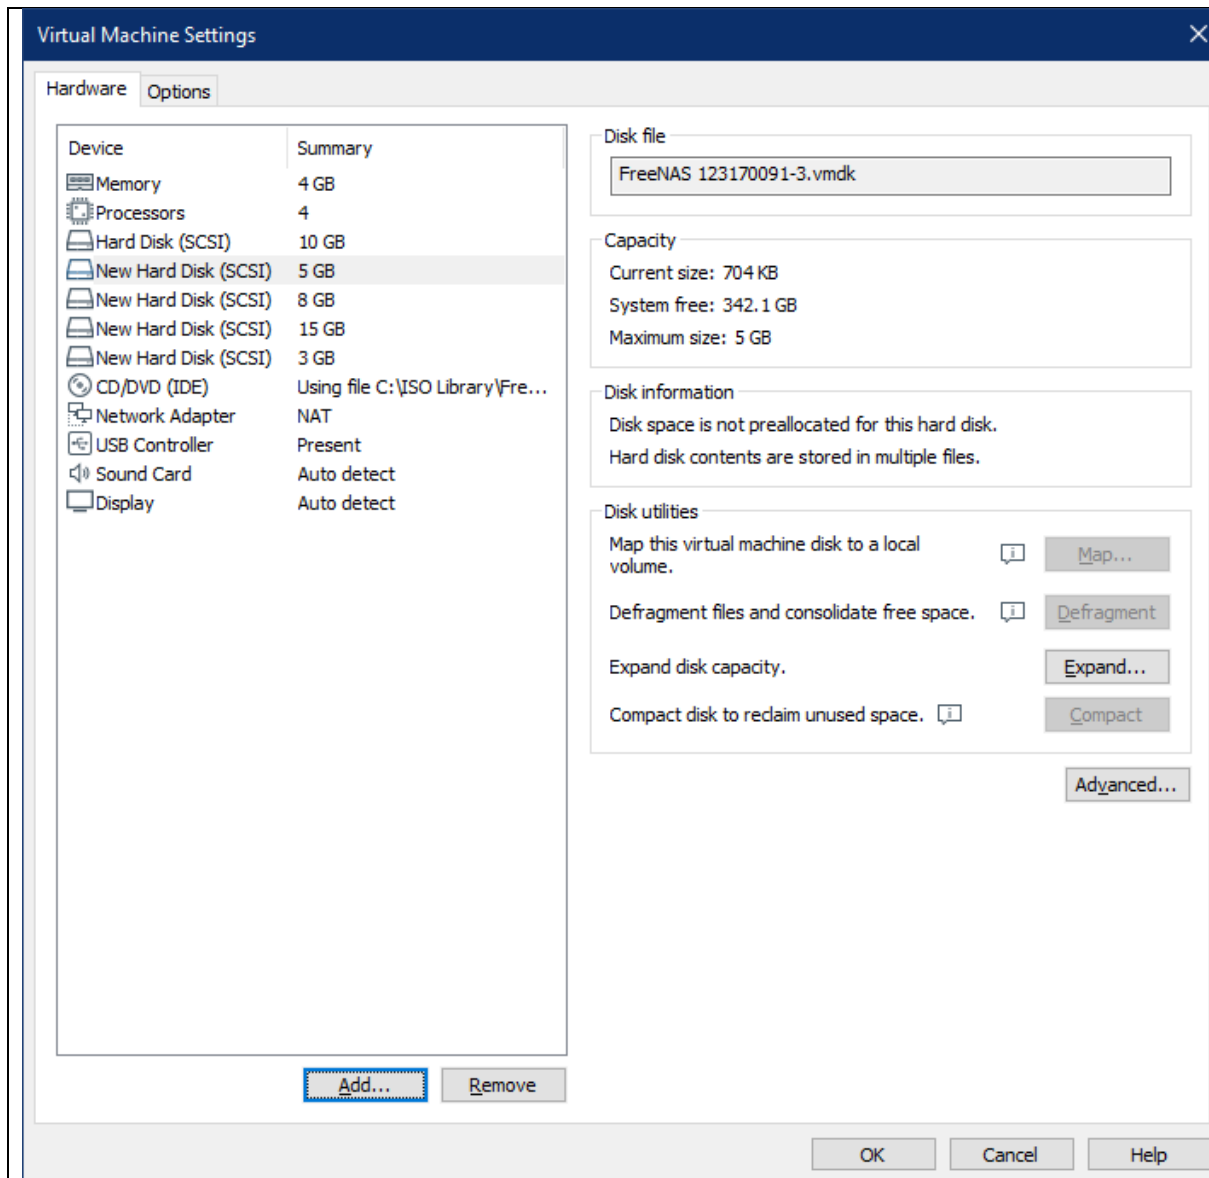 Virtual Machine Settings
Hardware
Options
Device Summary
Memory 4 GB
Processors 4
Hard Disk (SCSI) 10 GB
New Hard Disk (SCSI) 5 GB
New Hard Disk (SCSI) 8 GB
New Hard Disk (SCSI) 15 GB
New Hard Disk (SCSI) 3 GB
CD/DVD (IDE) Using file C:\ISO Library\Fre...
Network Adapter NAT
USB Controller Present
Sound Card Auto detect
Display Auto detect
Add...
Remove
Disk file
FreeNAS 123170091-3.vmdk
Capacity
Current size: 704 KB
System free: 342.1 GB
Maximum size: 5 GB
Disk information
Disk space is not preallocated for this hard disk.
Hard disk contents are stored in multiple files.
Disk utilities
Map this virtual machine disk to a local
volume.
Map...
Defragment files and consolidate free space.
Defragment
Expand disk capacity.
Expand...
Compact disk to reclaim unused space.
Compact
Advanced...
OK
Cancel
Help